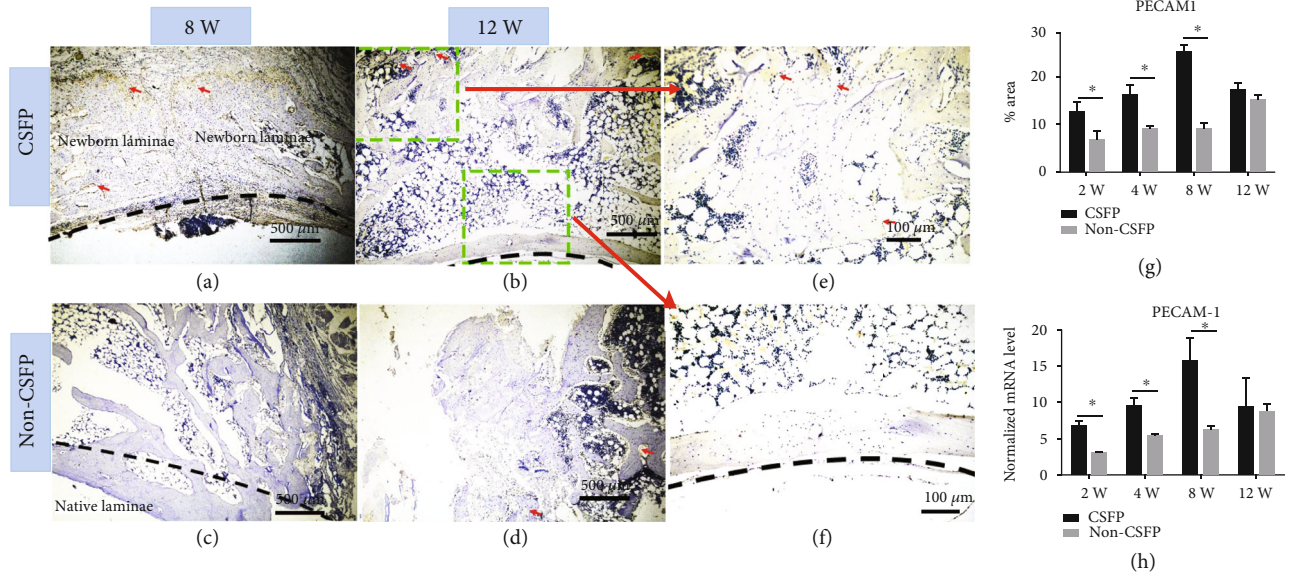 8 W
12 W
CSFP
Newborn laminae
Newborn laminae
500 μm
500 μm
100 μm
(a)
(b)
(e)
Non-CSFP
Native laminae
500 μm
500 μm
100 μm
(c)
(d)
(f)
PECAM1
% area
30
20
10
0
*
*
*
2 W
4 W
8 W
12 W
CSFP
Non-CSFP
(g)
PECAM-1
Normalized mRNA level
20
15
10
5
0
*
*
*
2 W
4 W
8 W
12 W
CSFP
Non-CSFP
(h)